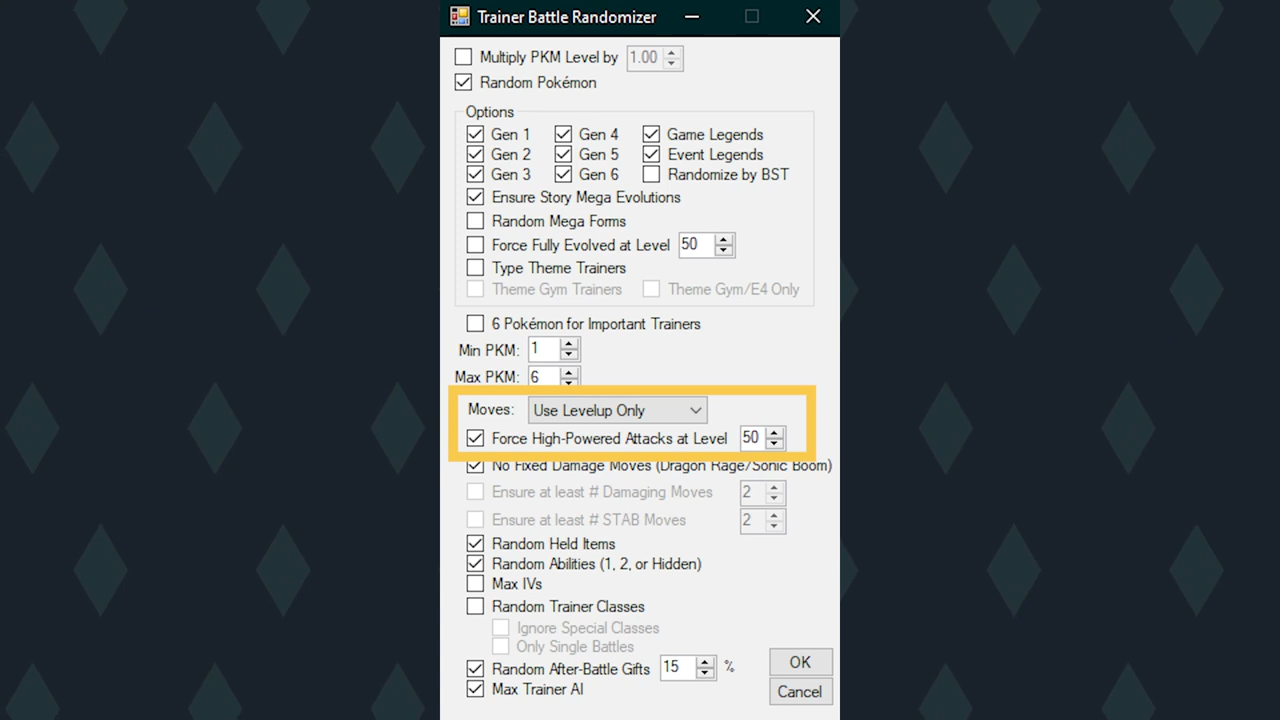 Trainer Battle Randomizer
Multiply PKM Level by 1.00
Random Pokémon
Options
Gen 1 Gen 4 Game Legends
Gen 2 Gen 5 Event Legends
Gen 3 Gen 6 Randomize by BST
Ensure Story Mega Evolutions
Random Mega Forms
Force Fully Evolved at Level 50
Type Theme Trainers
Theme Gym Trainers Theme Gym/E4 Only
6 Pokémon for Important Trainers
Min PKM: 1
Max PKM: 6
Moves: Use Levelup Only
Force High-Powered Attacks at Level 50
No Fixed Damage Moves (Dragon Rage/Sonic Boom)
Ensure at least # Damaging Moves 2
Ensure at least # STAB Moves 2
Random Held Items
Random Abilities (1, 2, or Hidden)
Max IVs
Random Trainer Classes
Ignore Special Classes
Only Single Battles
Random After-Battle Gifts 15 %
Max Trainer AI
OK
Cancel